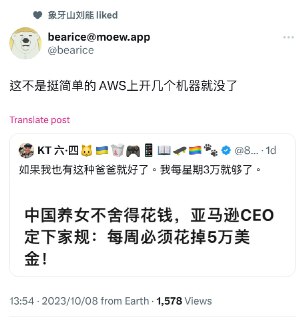 象牙山刘能 liked
bearice@moew.app
@bearice
这不是挺简单的 AWS上开几个机器就没了
Translate post
KT 六·四🐱🇺🇦🎮📱📖🏳️‍🌈🐾 @8... · 1d
如果我也有这种爸爸就好了。我每星期3万就够了。
中国养女不舍得花钱，亚马逊CEO
定下家规：每周必须花掉5万美
金！
13:54 · 2023/10/08 from Earth · 1,578 Views